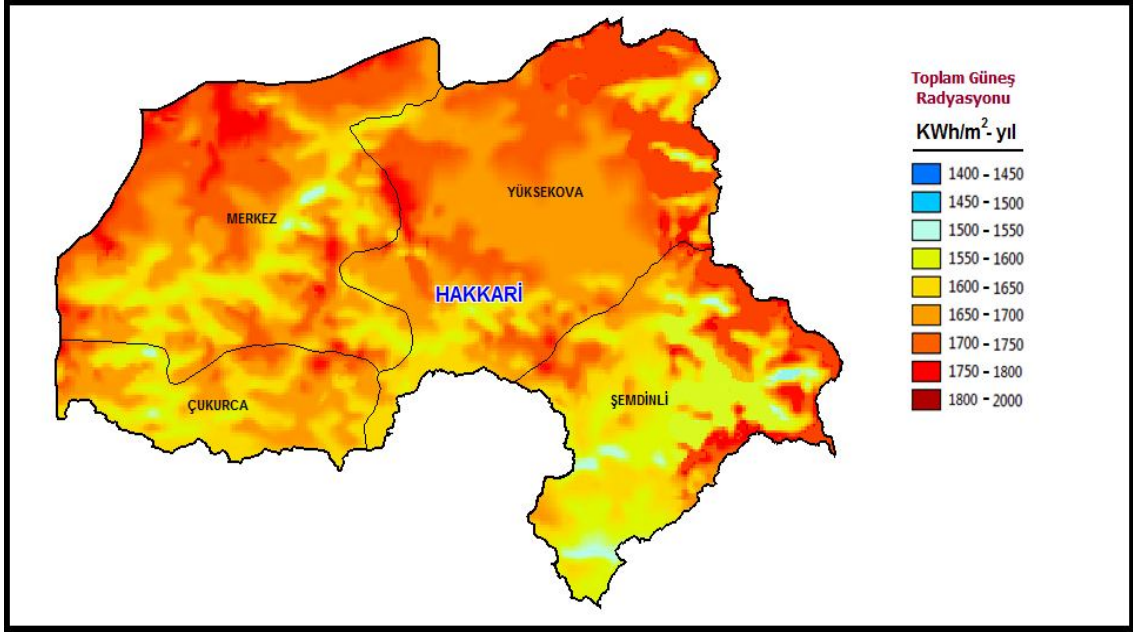 YÜKSEKOVA
MERKEZ
HAKKARİ
ŞEMDİNLİ
ÇUKURCA
Toplam Güneş
Radyasyonu
KWh/m²- yıl
1400 - 1450
1450 - 1500
1500 - 1550
1550 - 1600
1600 - 1650
1650 - 1700
1700 - 1750
1750 - 1800
1800 - 2000